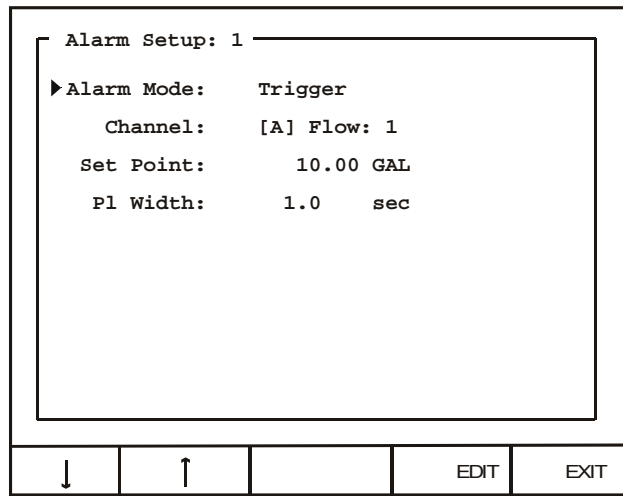 Alarm Setup: 1
Alarm Mode: Trigger
Channel: [A] Flow: 1
Set Point: 10.00 GAL
Pl Width: 1.0 sec
↓ ↑ EDIT EXIT